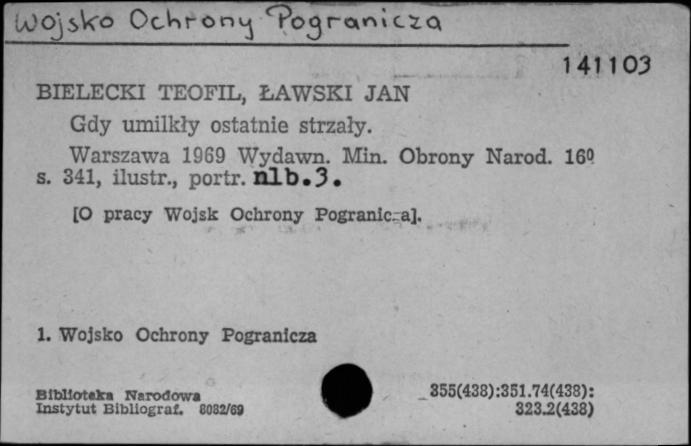 Wojsko Ochrony Pogranicza
141103
BIELECKI TEOFIL, ŁAWSKI JAN
Gdy umilkły ostatnie strzały.
Warszawa 1969 Wydawn. Min. Obrony Narod. 16º
s. 341, ilustr., portr. nlb.3.
[O pracy Wojsk Ochrony Pogranicza].
1. Wojsko Ochrony Pogranicza
Biblioteka Narodowa
Instytut Bibliograf. 8082/69
355(438):351.74(438):
323.2(438)